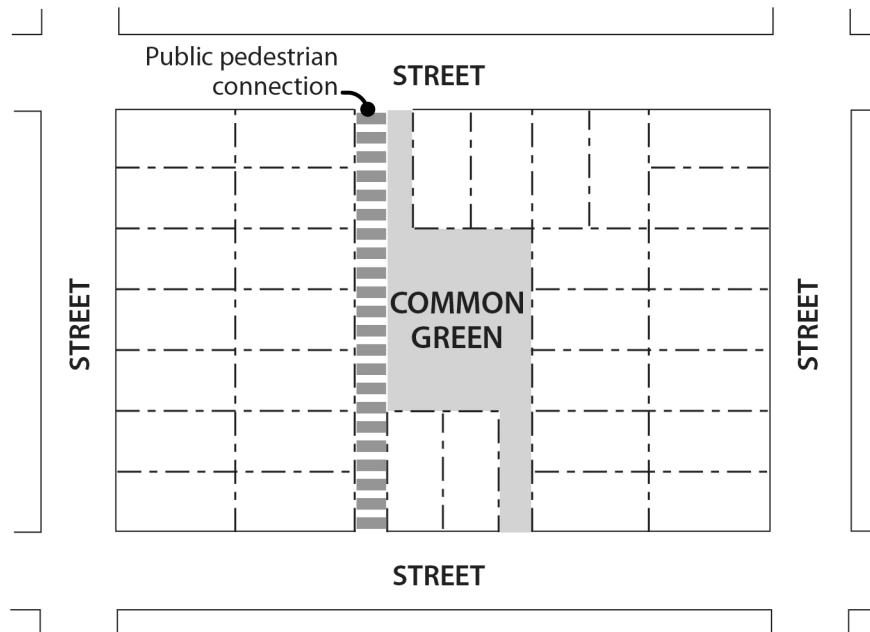 Public pedestrian
connection
STREET
STREET
COMMON
GREEN
STREET
STREET